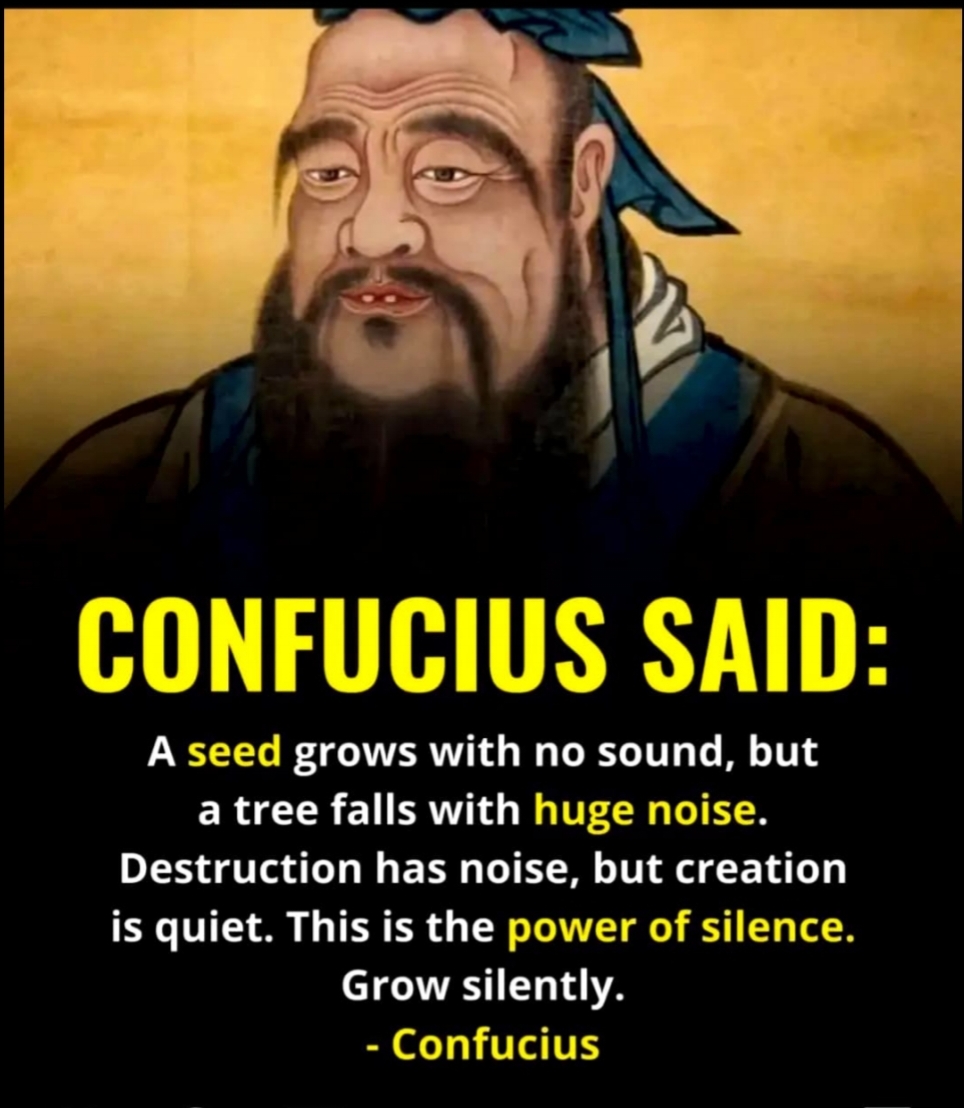 CONFUCIUS SAID:
A seed grows with no sound, but
a tree falls with huge noise.
Destruction has noise, but creation
is quiet. This is the power of silence.
Grow silently.
- Confucius